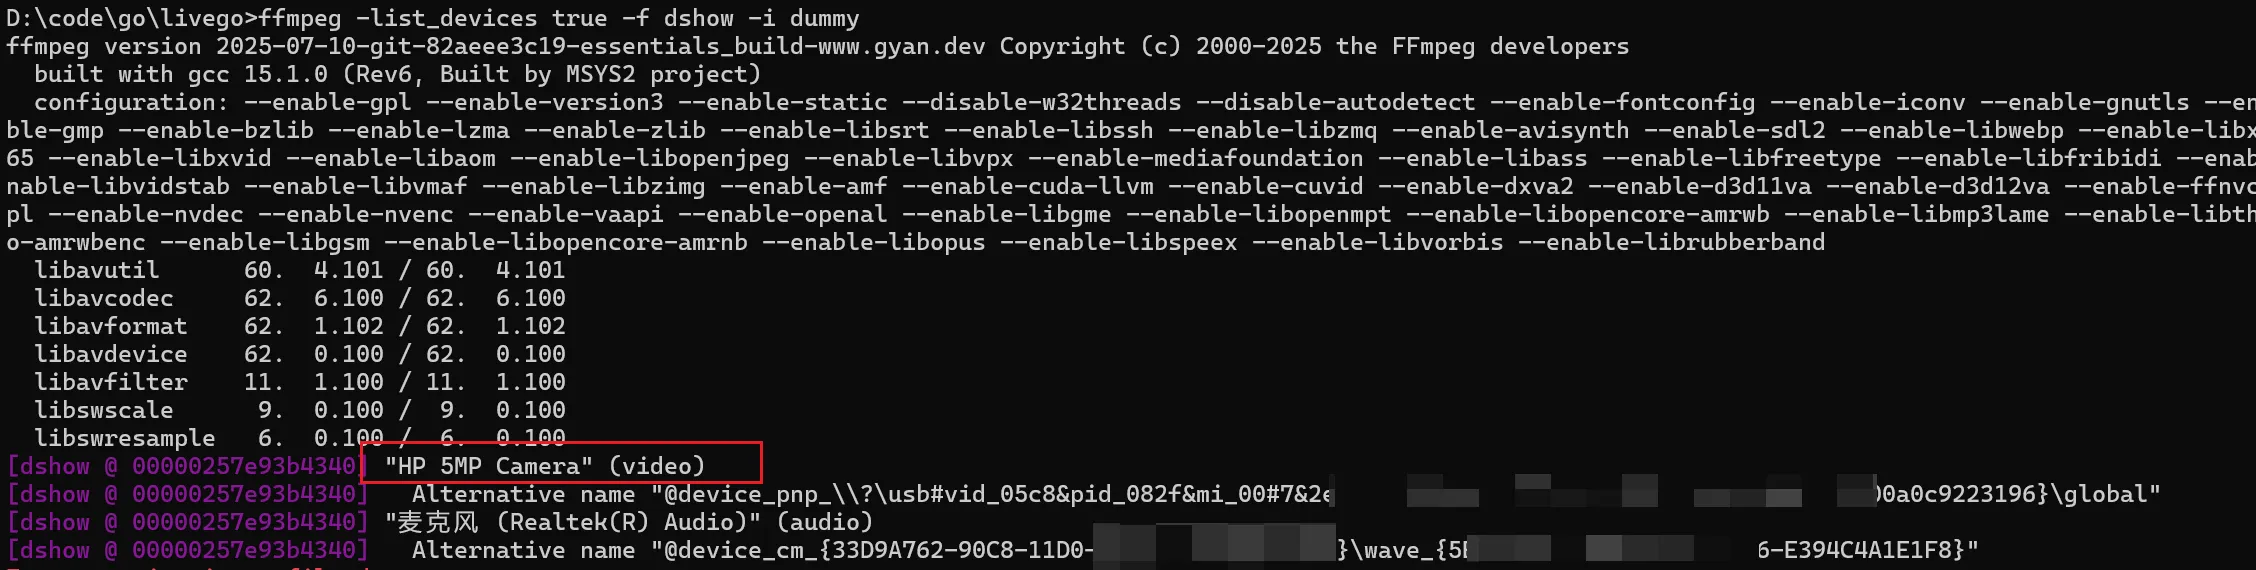 D:\code\go\livego>ffmpeg -list_devices true -f dshow -i dummy
ffmpeg version 2025-07-10-git-82aeee3c19-essentials_build-www.gyan.dev Copyright (c) 2000-2025 the FFmpeg developers
  built with gcc 15.1.0 (Rev6, Built by MSYS2 project)
  configuration: --enable-gpl --enable-version3 --enable-static --disable-w32threads --disable-autodetect --enable-fontconfig --enable-iconv --enable-gnutls --en
ble-gmp --enable-bzlib --enable-lzma --enable-zlib --enable-libsrt --enable-libssh --enable-libzmq --enable-avisynth --enable-sdl2 --enable-libwebp --enable-libx
65 --enable-libxvid --enable-libaom --enable-libopenjpeg --enable-libvpx --enable-mediafoundation --enable-libass --enable-libfreetype --enable-libfribidi --enab
nable-libvidstab --enable-libvmaf --enable-libzimg --enable-amf --enable-cuda-llvm --enable-cuvid --enable-dxva2 --enable-d3d11va --enable-d3d12va --enable-ffnvc
pl --enable-nvdec --enable-nvenc --enable-vaapi --enable-openal --enable-libgme --enable-libopenmpt --enable-libopencore-amrwb --enable-libmp3lame --enable-libth
o-amrwbenc --enable-libgsm --enable-libopencore-amrnb --enable-libopus --enable-libspeex --enable-libvorbis --enable-librubberband
  libavutil      60.  4.101 / 60.  4.101
  libavcodec     62.  6.100 / 62.  6.100
  libavformat    62.  1.102 / 62.  1.102
  libavdevice    62.  0.100 / 62.  0.100
  libavfilter    11.  1.100 / 11.  1.100
  libswscale      9.  0.100 /  9.  0.100
  libswresample   6.  0.100 /  6.  0.100
[dshow @ 00000257e93b4340] "HP 5MP Camera" (video)
[dshow @ 00000257e93b4340]   Alternative name "@device_pnp_\\?\usb#vid_05c8&pid_082f&mi_00#7&2e 00a0c9223196}\global"
[dshow @ 00000257e93b4340] "麦克风 (Realtek(R) Audio)" (audio)
[dshow @ 00000257e93b4340]   Alternative name "@device_cm_{33D9A762-90C8-11D0- }\wave_{5 6-E394C4A1E1F8}"